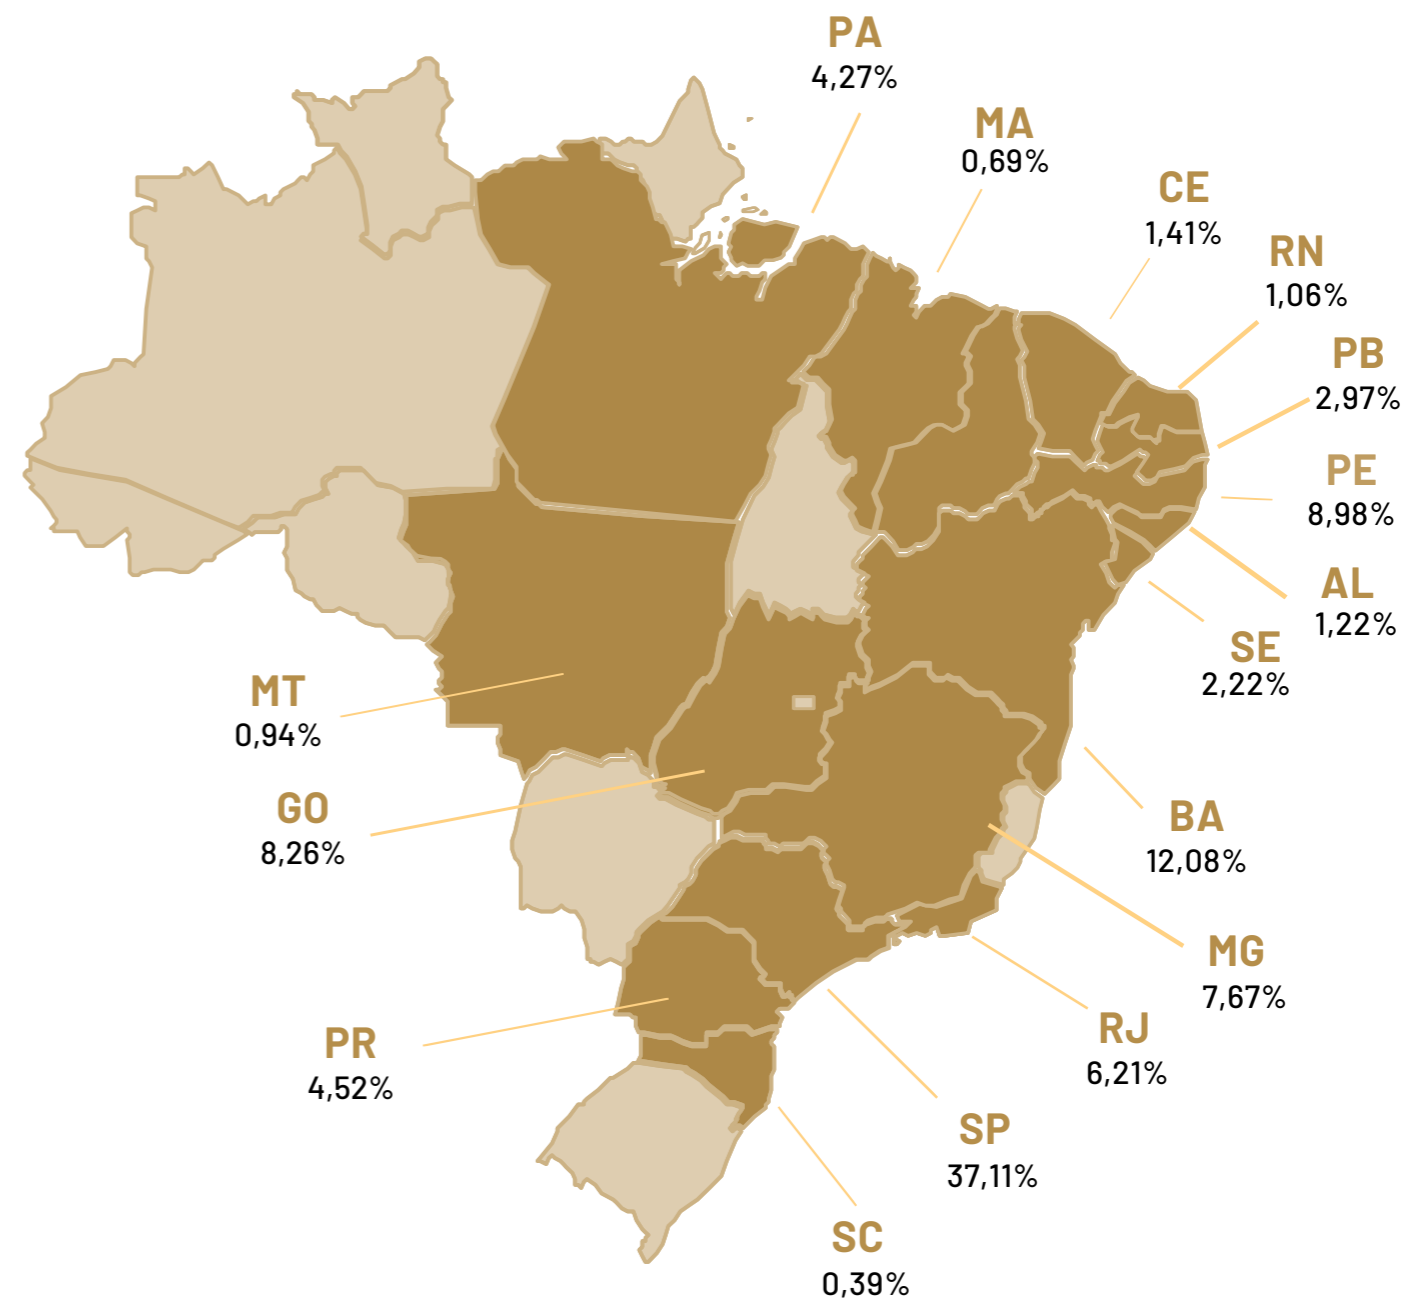 PA
4,27%
MA
0,69%
CE
1,41%
RN
1,06%
PB
2,97%
PE
8,98%
AL
1,22%
SE
2,22%
MT
0,94%
GO
8,26%
BA
12,08%
MG
7,67%
RJ
6,21%
PR
4,52%
SP
37,11%
SC
0,39%